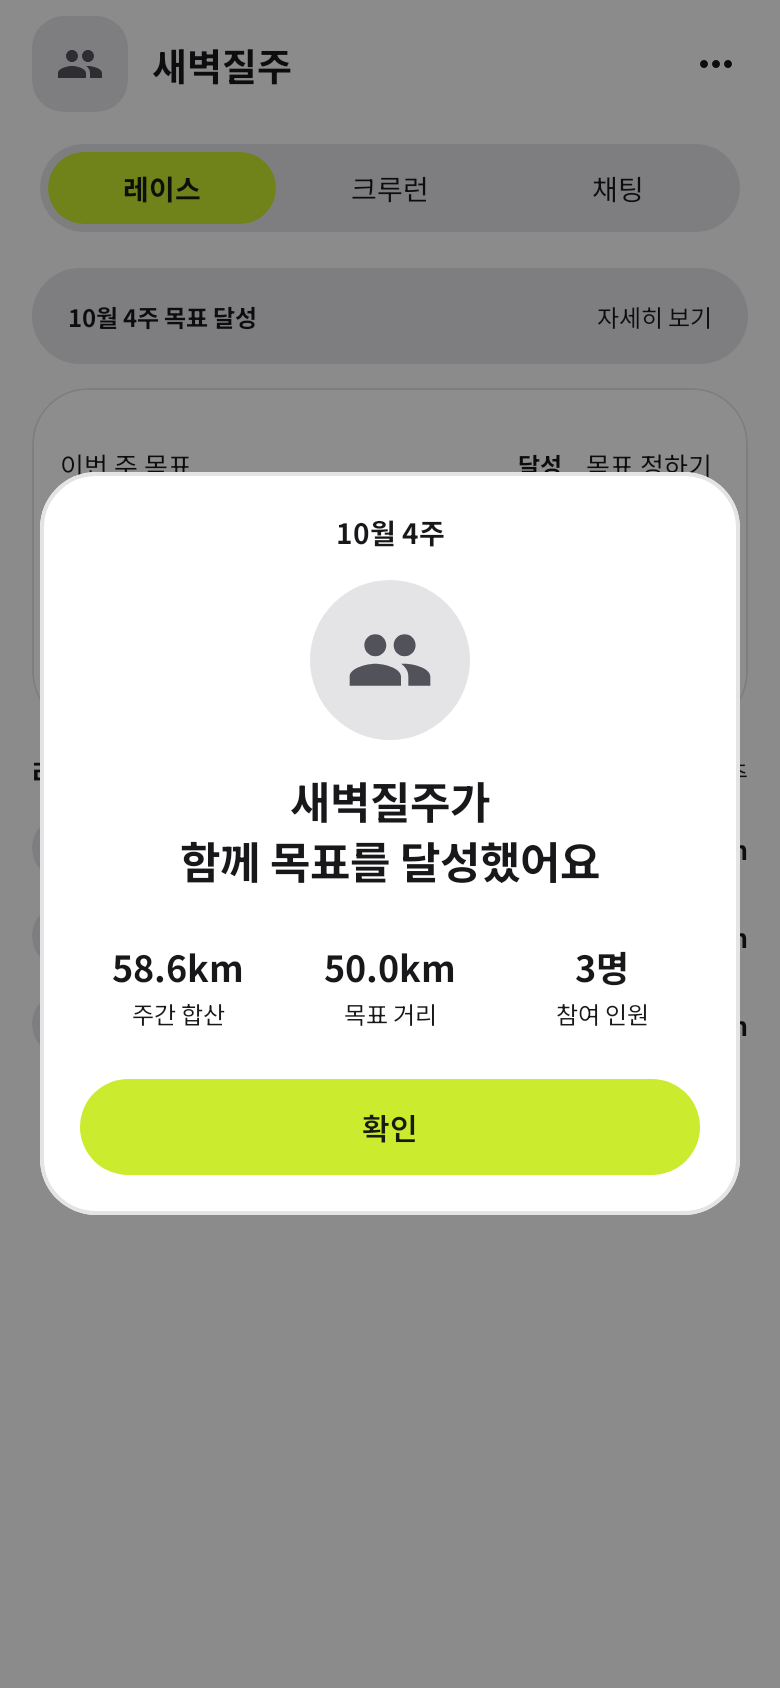 새벽질주
레이스 크루런 채팅
10월 4주 목표 달성 자세히 보기
이번 주 목표 달성 목표 정하기
10월 4주
새벽질주가
함께 목표를 달성했어요
58.6km 50.0km 3명
주간 합산 목표 거리 참여 인원
확인